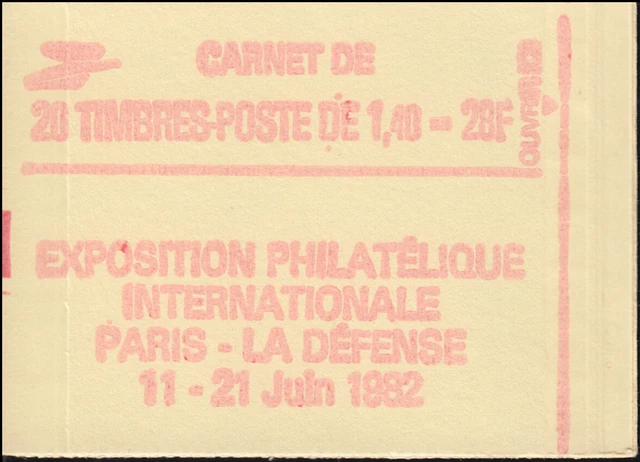 CARNET DE
20 TIMBRES-POSTE DE 1,40 - 28F
OUVRIR ICI
EXPOSITION PHILATÉLIQUE
INTERNATIONALE
PARIS - LA DÉFENSE
11 - 21 Juin 1982